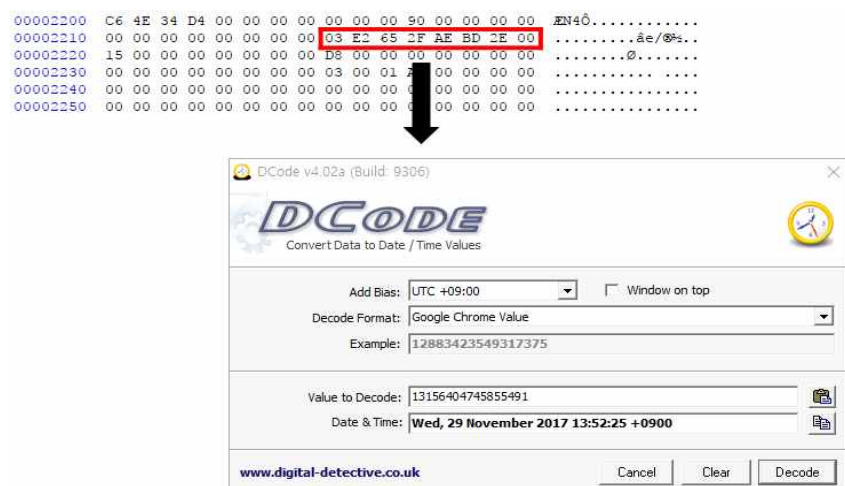 00002200 C6 4E 34 D4 00 00 00 00 00 00 00 90 00 00 00 00 ÆN4Ô............
00002210 00 00 00 00 00 00 00 00 03 E2 65 2F AE BD 2E 00 .........âe/®½..
00002220 15 00 00 00 00 00 00 00 D8 00 00 00 00 00 00 00 ........Ø.......
00002230 00 00 00 00 00 00 00 00 03 00 01 00 00 00 00
00002240 00 00 00 00 00 00 00 00 00 00 00 00 00 00 00 ................
00002250 00 00 00 00 00 00 00 00 00 00 00 00 00 00 00 ................
DCode v4.02a (Build: 9306)
DCODE
Convert Data to Date / Time Values
Add Bias: UTC +09:00 Window on top
Decode Format: Google Chrome Value
Example: 12883423549317375
Value to Decode: 13156404745855491
Date & Time: Wed, 29 November 2017 13:52:25 +0900
www.digital-detective.co.uk Cancel Clear Decode